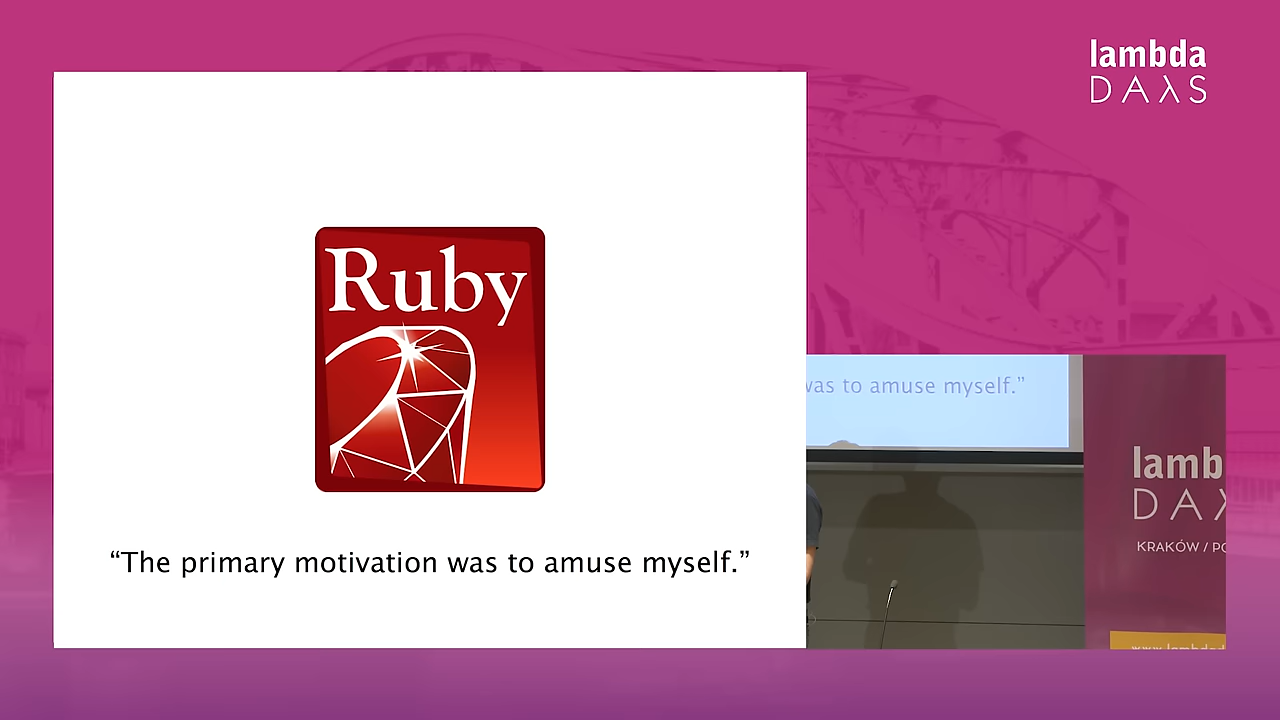 lambda
DAλS
Ruby
“The primary motivation was to amuse myself.”
was to amuse myself.”
lamb
DAλ
KRAKÓW / PO